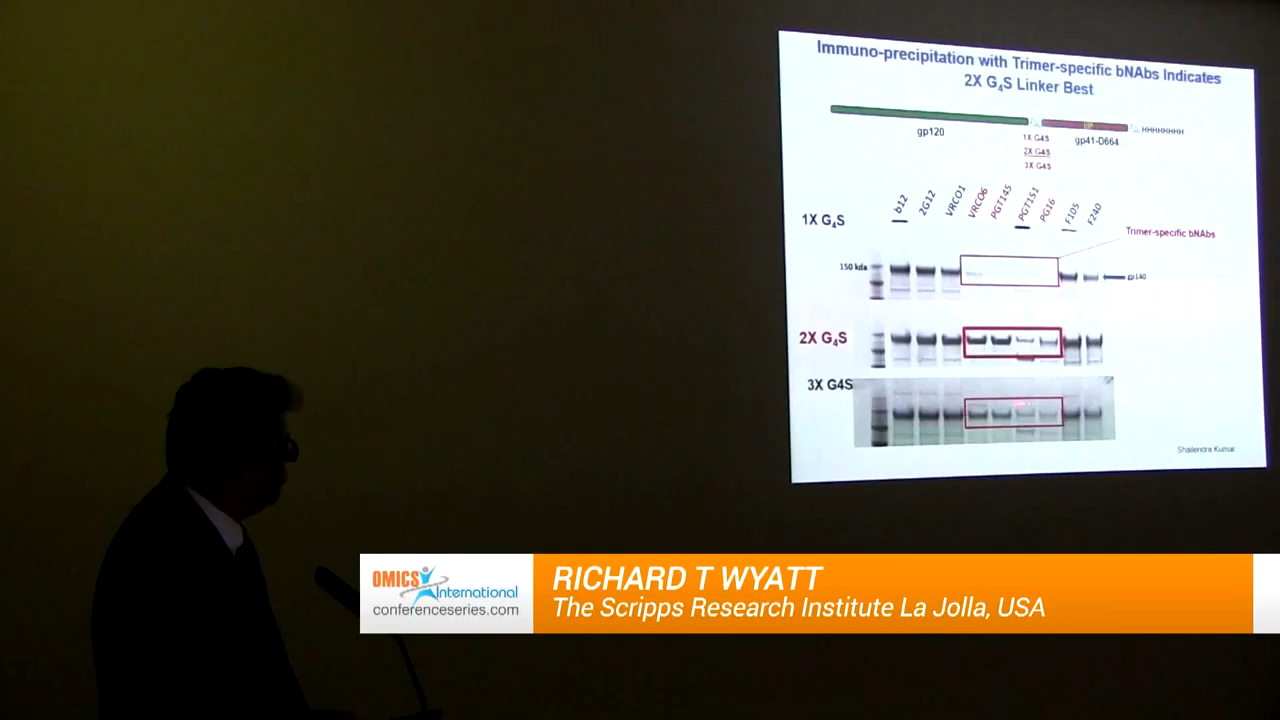 Immuno-precipitation with Trimer-specific bNAbs Indicates
2X G₄S Linker Best
HHHHHHHH
gp120
1X G4S
2X G4S
3X G4S
gp41-D664
1X G₄S
b12
2G12
VRC01
VRC06
PGT145
PGT151
PG16
F105
F240
Trimer-specific bNAbs
150 kda
gp140
2X G₄S
3X G4S
Shailendra Kumar
OMICS
International
conferenceseries.com
RICHARD T WYATT
The Scripps Research Institute La Jolla, USA